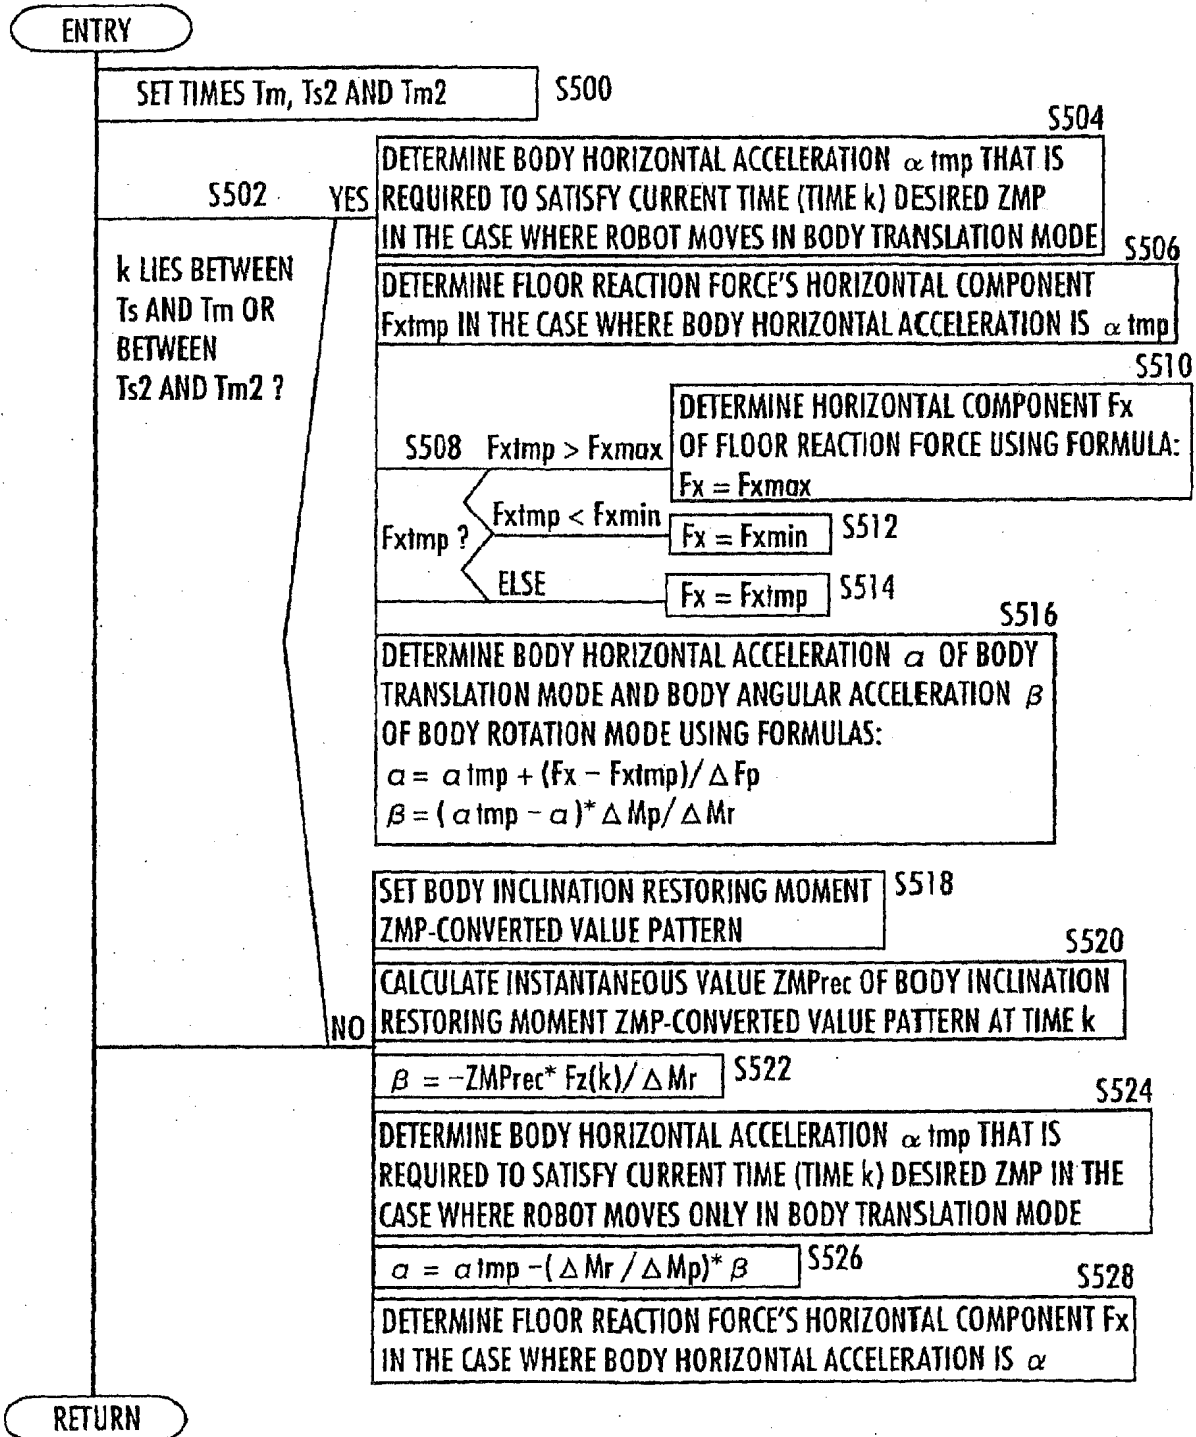 ENTRY
SET TIMES Tm, Ts2 AND Tm2
S500
S504
DETERMINE BODY HORIZONTAL ACCELERATION α tmp THAT IS
REQUIRED TO SATISFY CURRENT TIME (TIME k) DESIRED ZMP
IN THE CASE WHERE ROBOT MOVES IN BODY TRANSLATION MODE
S502
YES
k LIES BETWEEN
Ts AND Tm OR
BETWEEN
Ts2 AND Tm2 ?
S506
DETERMINE FLOOR REACTION FORCE'S HORIZONTAL COMPONENT
Fxtmp IN THE CASE WHERE BODY HORIZONTAL ACCELERATION IS α tmp
S510
DETERMINE HORIZONTAL COMPONENT Fx
OF FLOOR REACTION FORCE USING FORMULA:
Fx = Fxmax
S508
Fxtmp > Fxmax
Fxtmp ?
Fxtmp < Fxmin
Fx = Fxmin
S512
ELSE
Fx = Fxtmp
S514
S516
DETERMINE BODY HORIZONTAL ACCELERATION α OF BODY
TRANSLATION MODE AND BODY ANGULAR ACCELERATION β
OF BODY ROTATION MODE USING FORMULAS:
α = α tmp + (Fx - Fxtmp)/ Δ Fp
β = ( α tmp - α )* Δ Mp/ Δ Mr
SET BODY INCLINATION RESTORING MOMENT
ZMP-CONVERTED VALUE PATTERN
S518
S520
CALCULATE INSTANTANEOUS VALUE ZMPrec OF BODY INCLINATION
RESTORING MOMENT ZMP-CONVERTED VALUE PATTERN AT TIME k
NO
β = -ZMPrec* Fz(k)/ Δ Mr
S522
S524
DETERMINE BODY HORIZONTAL ACCELERATION α tmp THAT IS
REQUIRED TO SATISFY CURRENT TIME (TIME k) DESIRED ZMP IN THE
CASE WHERE ROBOT MOVES ONLY IN BODY TRANSLATION MODE
α = α tmp -( Δ Mr / Δ Mp)* β
S526
S528
DETERMINE FLOOR REACTION FORCE'S HORIZONTAL COMPONENT Fx
IN THE CASE WHERE BODY HORIZONTAL ACCELERATION IS α
RETURN